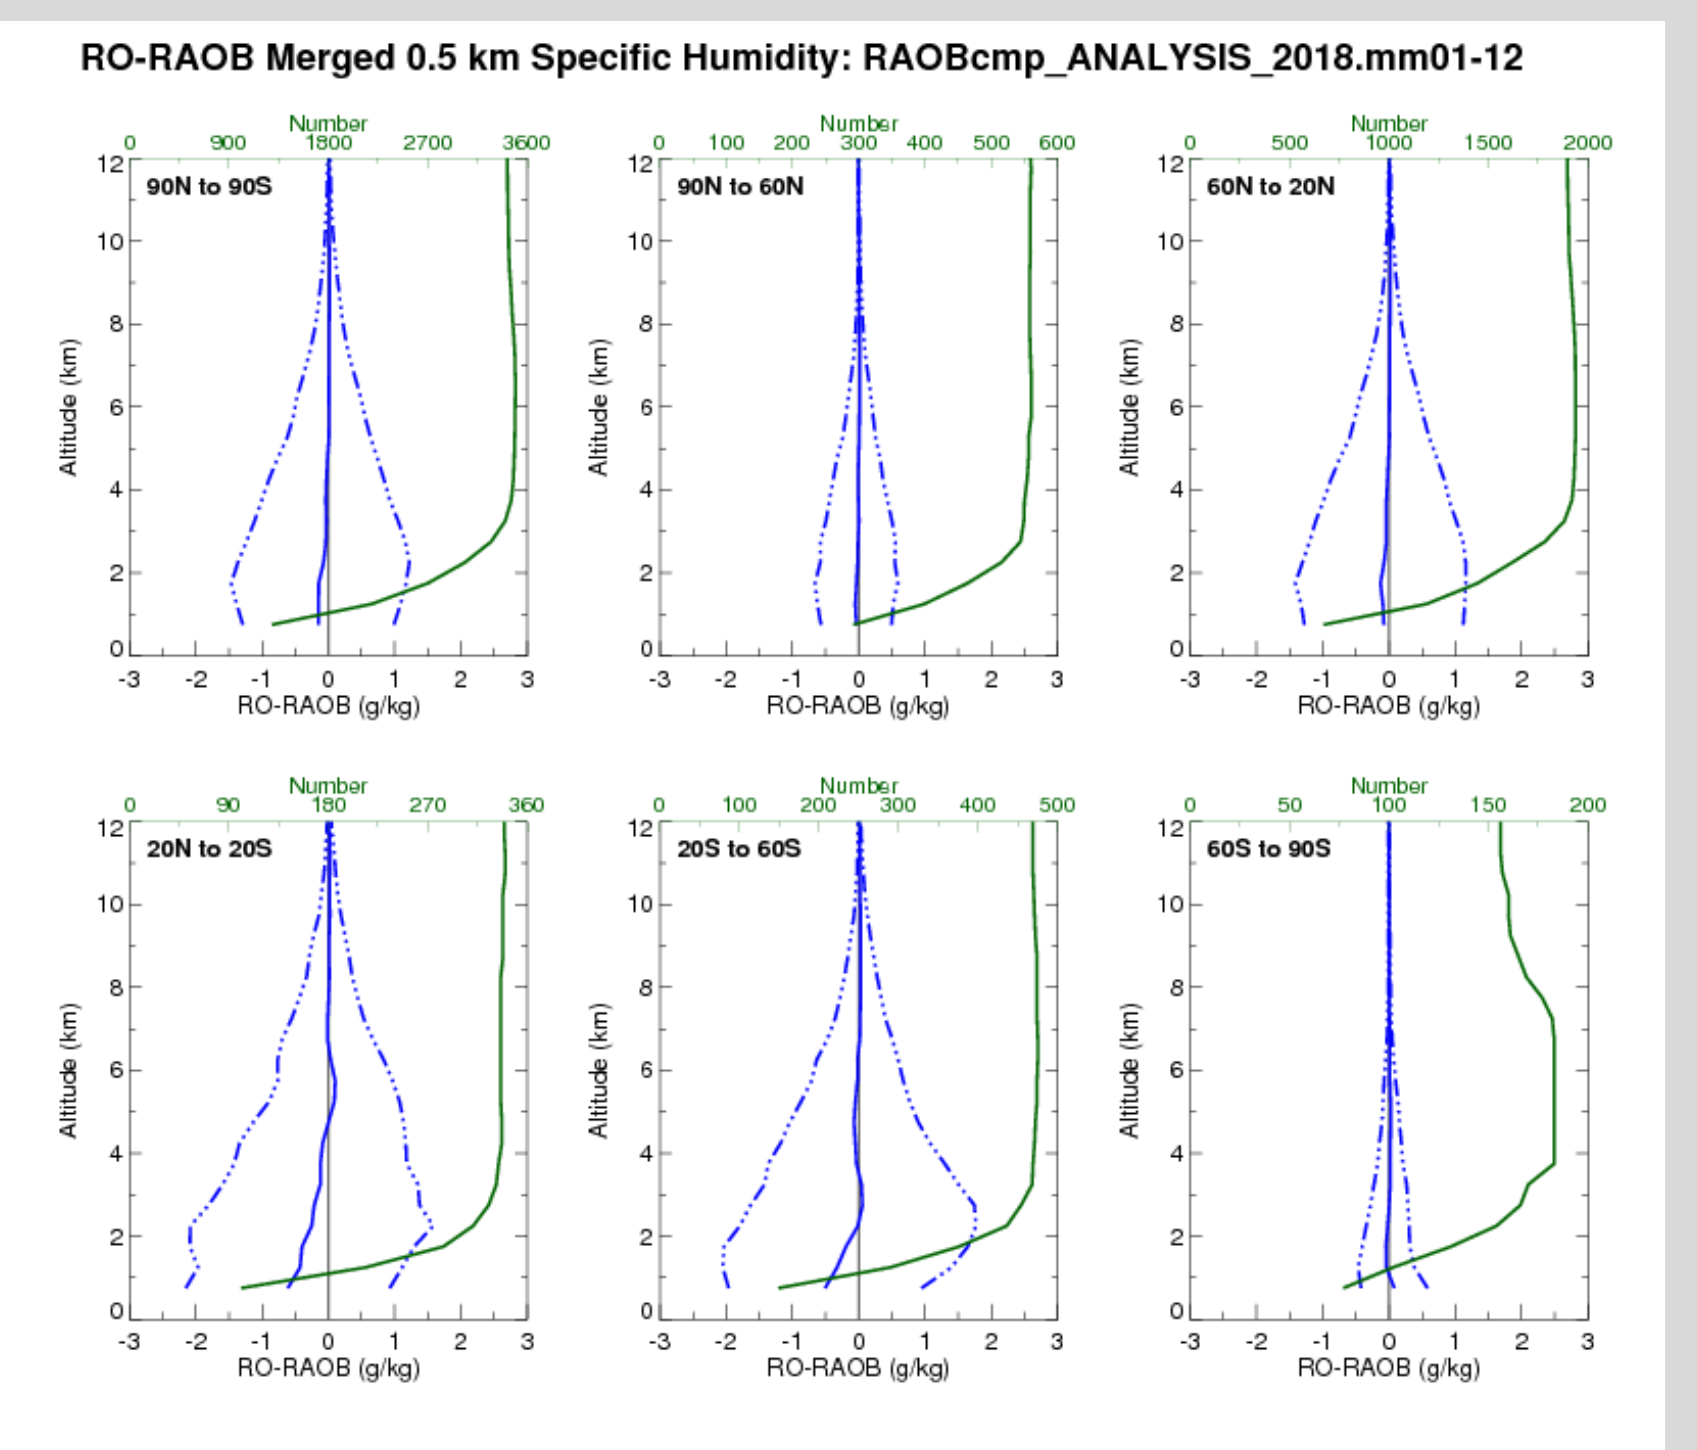 RO-RAOB Merged 0.5 km Specific Humidity: RAOBcmp_ANALYSIS_2018.mm01-12
Number
0 900 1800 2700 3600
90N to 90S
12
10
8
6
4
2
0
Altitude (km)
-3 -2 -1 0 1 2 3
RO-RAOB (g/kg)
Number
0 100 200 300 400 500 600
90N to 60N
12
10
8
6
4
2
0
Altitude (km)
-3 -2 -1 0 1 2 3
RO-RAOB (g/kg)
Number
0 500 1000 1500 2000
60N to 20N
12
10
8
6
4
2
0
Altitude (km)
-3 -2 -1 0 1 2 3
RO-RAOB (g/kg)
Number
0 90 180 270 360
20N to 20S
12
10
8
6
4
2
0
Altitude (km)
-3 -2 -1 0 1 2 3
RO-RAOB (g/kg)
Number
0 100 200 300 400 500
20S to 60S
12
10
8
6
4
2
0
Altitude (km)
-3 -2 -1 0 1 2 3
RO-RAOB (g/kg)
Number
0 50 100 150 200
60S to 90S
12
10
8
6
4
2
0
Altitude (km)
-3 -2 -1 0 1 2 3
RO-RAOB (g/kg)